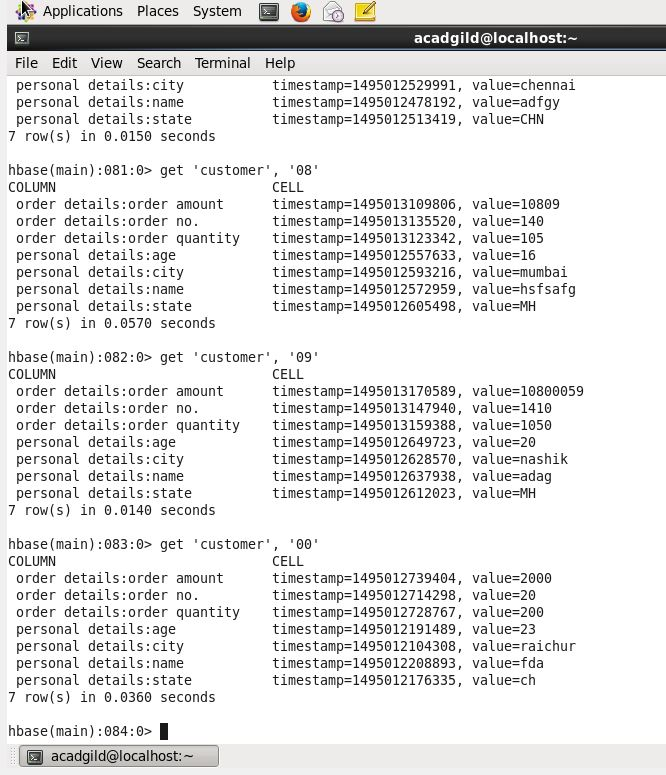 Applications Places System
acadgild@localhost:~
File Edit View Search Terminal Help
personal details:city timestamp=1495012529991, value=chennai
personal details:name timestamp=1495012478192, value=adfgy
personal details:state timestamp=1495012513419, value=CHN
7 row(s) in 0.0150 seconds
hbase(main):081:0> get 'customer', '08'
COLUMN CELL
order details:order amount timestamp=1495013109806, value=10809
order details:order no. timestamp=1495013135520, value=140
order details:order quantity timestamp=1495013123342, value=105
personal details:age timestamp=1495012557633, value=16
personal details:city timestamp=1495012593216, value=mumbai
personal details:name timestamp=1495012572959, value=hsfsafg
personal details:state timestamp=1495012605498, value=MH
7 row(s) in 0.0570 seconds
hbase(main):082:0> get 'customer', '09'
COLUMN CELL
order details:order amount timestamp=1495013170589, value=10800059
order details:order no. timestamp=1495013147940, value=1410
order details:order quantity timestamp=1495013159388, value=1050
personal details:age timestamp=1495012649723, value=20
personal details:city timestamp=1495012628570, value=nashik
personal details:name timestamp=1495012637938, value=adag
personal details:state timestamp=1495012612023, value=MH
7 row(s) in 0.0140 seconds
hbase(main):083:0> get 'customer', '00'
COLUMN CELL
order details:order amount timestamp=1495012739404, value=2000
order details:order no. timestamp=1495012714298, value=20
order details:order quantity timestamp=1495012728767, value=200
personal details:age timestamp=1495012191489, value=23
personal details:city timestamp=1495012104308, value=raichur
personal details:name timestamp=1495012208893, value=fda
personal details:state timestamp=1495012176335, value=ch
7 row(s) in 0.0360 seconds
hbase(main):084:0>
acadgild@localhost:~